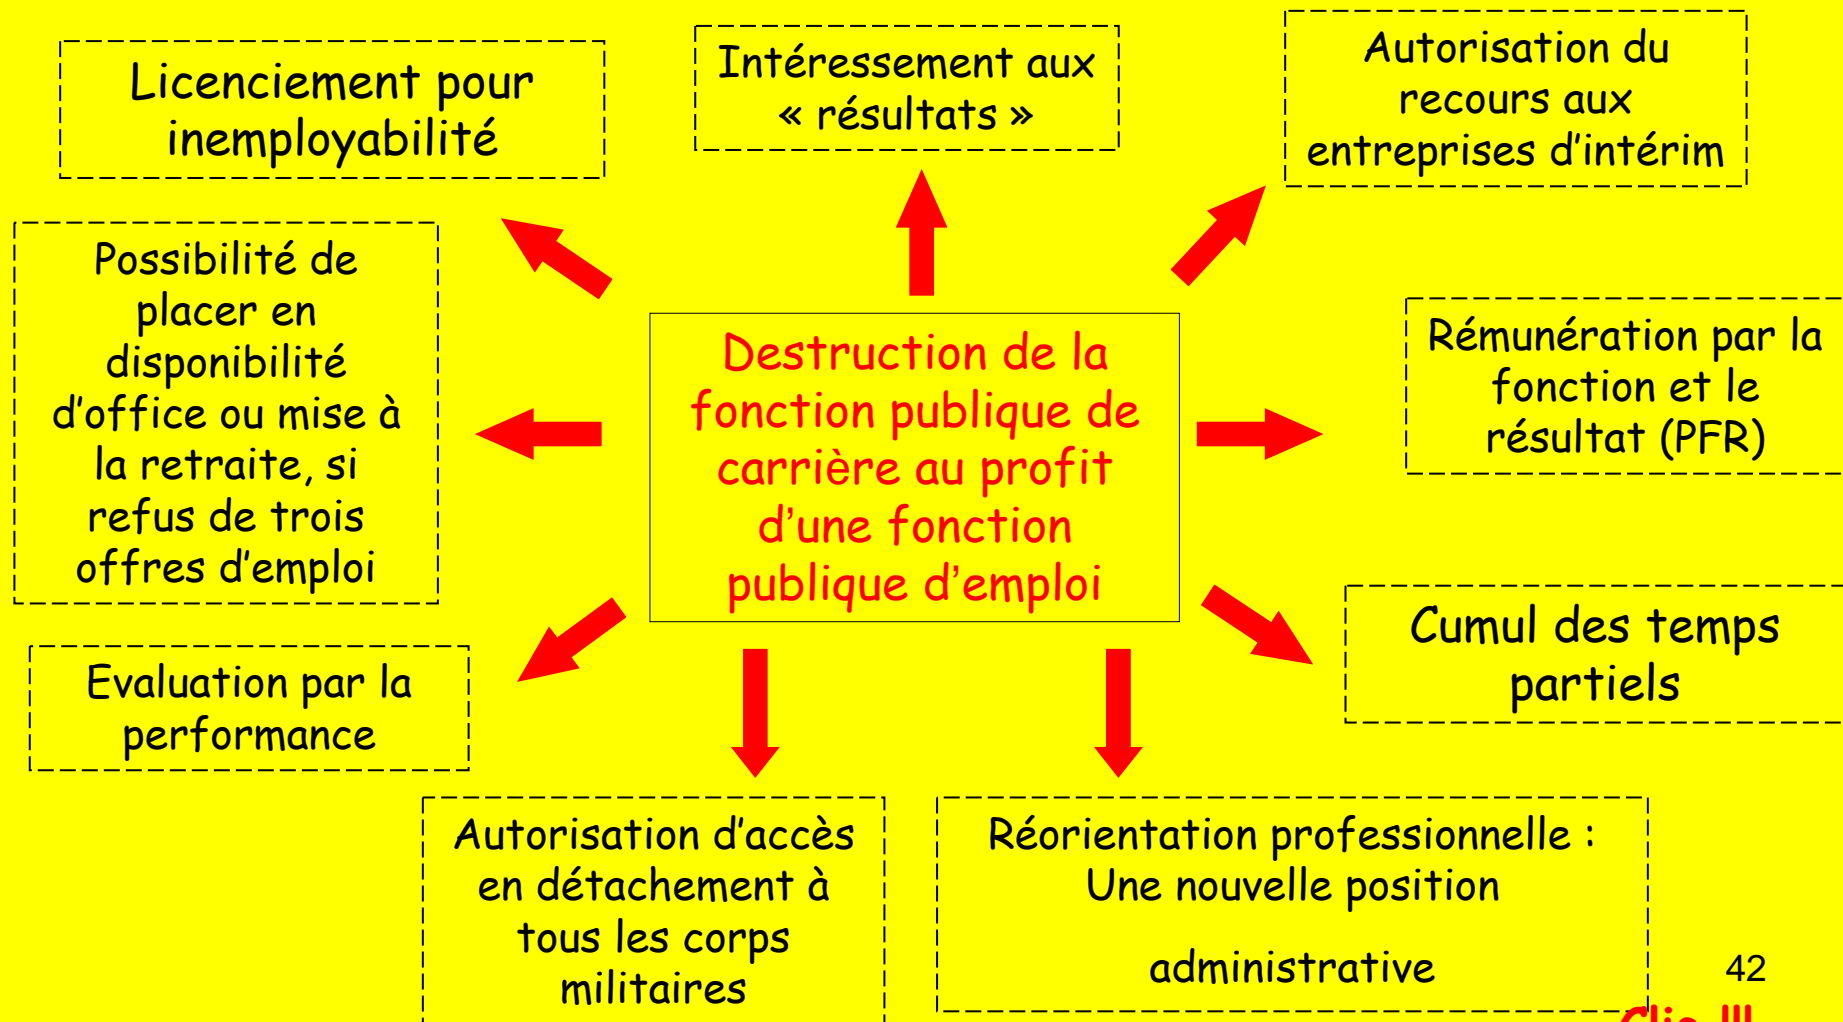 Licenciement pour
inemployabilité
Intéressement aux
« résultats »
Autorisation du
recours aux
entreprises d'intérim
Possibilité de
placer en
disponibilité
d'office ou mise à
la retraite, si
refus de trois
offres d'emploi
Destruction de la
fonction publique de
carrière au profit
d'une fonction
publique d'emploi
Rémunération par la
fonction et le
résultat (PFR)
Evaluation par la
performance
Cumul des temps
partiels
Autorisation d'accès
en détachement à
tous les corps
militaires
Réorientation professionnelle :
Une nouvelle position
administrative
42